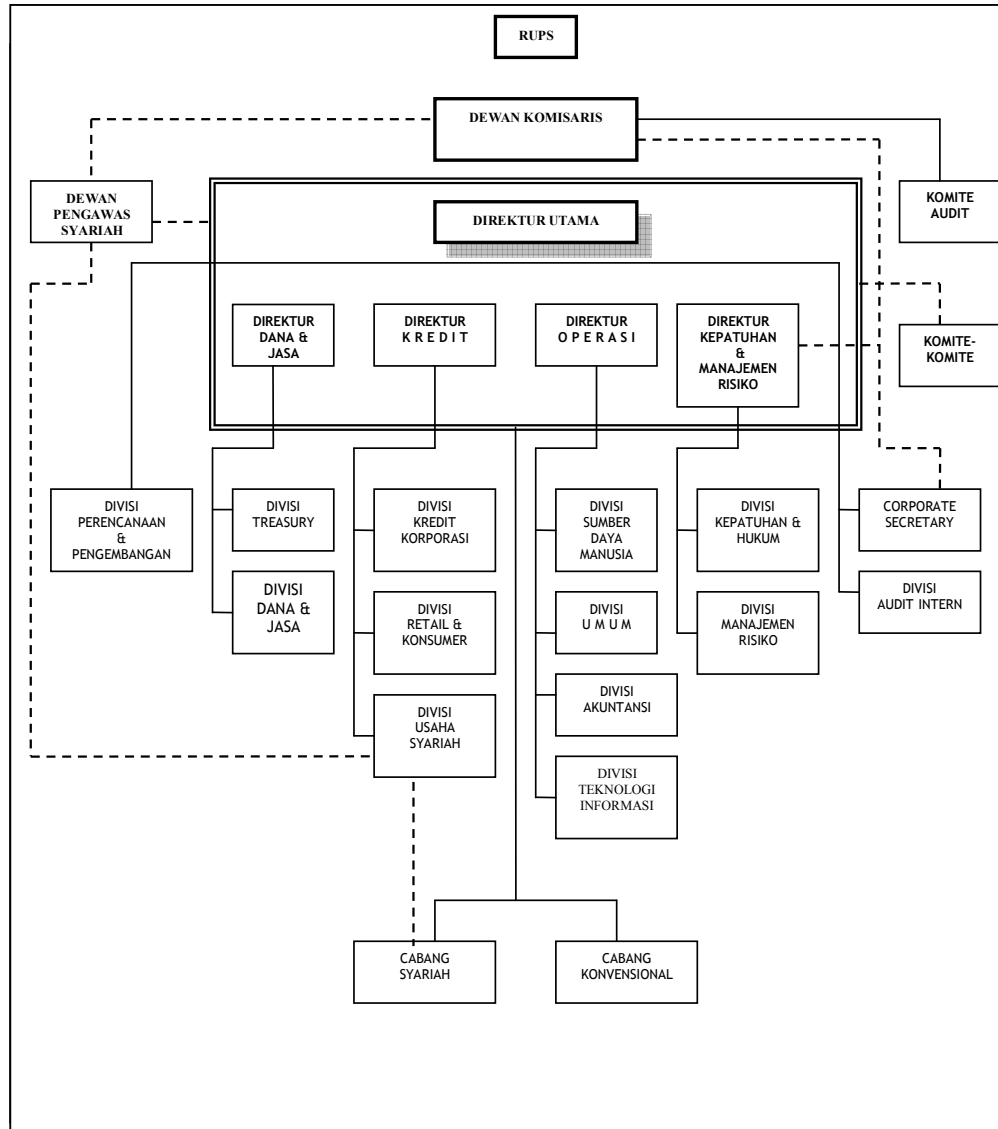 RUPS
DEWAN KOMISARIS
DEWAN
PENGAWAS
SYARIAH
KOMITE
AUDIT
DIREKTUR UTAMA
DIREKTUR
DANA &
JASA
DIREKTUR
K R E D I T
DIREKTUR
O P E R A S I
DIREKTUR
KEPATUHAN
&
MANAJEMEN
RISIKO
KOMITE-
KOMITE
DIVISI
PERENCANAAN
&
PENGEMBANGAN
DIVISI
TREASURY
DIVISI
KREDIT
KORPORASI
DIVISI
SUMBER
DAYA
MANUSIA
DIVISI
KEPATUHAN &
HUKUM
CORPORATE
SECRETARY
DIVISI
DANA &
JASA
DIVISI
RETAIL &
KONSUMER
DIVISI
U M U M
DIVISI
MANAJEMEN
RISIKO
DIVISI
AUDIT INTERN
DIVISI
USAHA
SYARIAH
DIVISI
AKUNTANSI
DIVISI
TEKNOLOGI
INFORMASI
CABANG
SYARIAH
CABANG
KONVENSIONAL